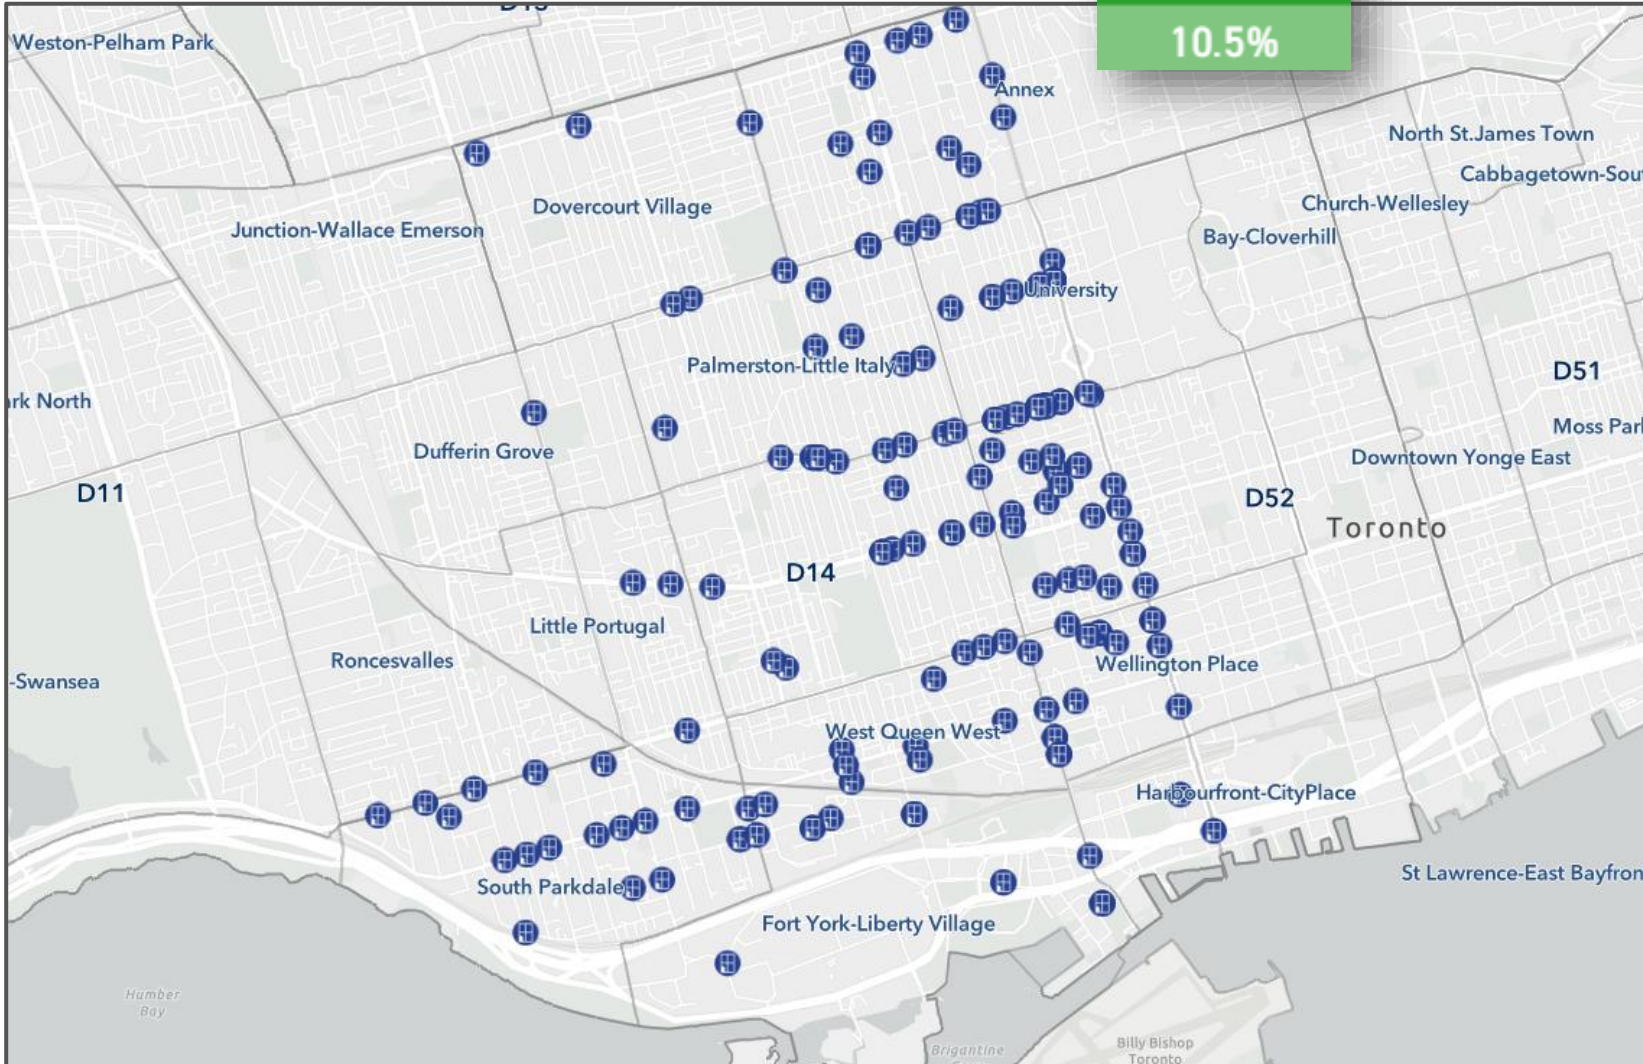 D13
Weston-Pelham Park
10.5%
Annex
North St.James Town
Cabbagetown-Sou
Dovercourt Village
Church-Wellesley
Junction-Wallace Emerson
Bay-Cloverhill
University
Palmerston-Little Italy
D51
rk North
Moss Par
Dufferin Grove
Downtown Yonge East
D11
D52
Toronto
D14
Little Portugal
Roncesvalles
Wellington Place
-Swansea
West Queen West
Harbourfront-CityPlace
South Parkdale
St Lawrence-East Bayfron
Fort York-Liberty Village
Humber
Bay
Billy Bishop
Toronto
Brigantine